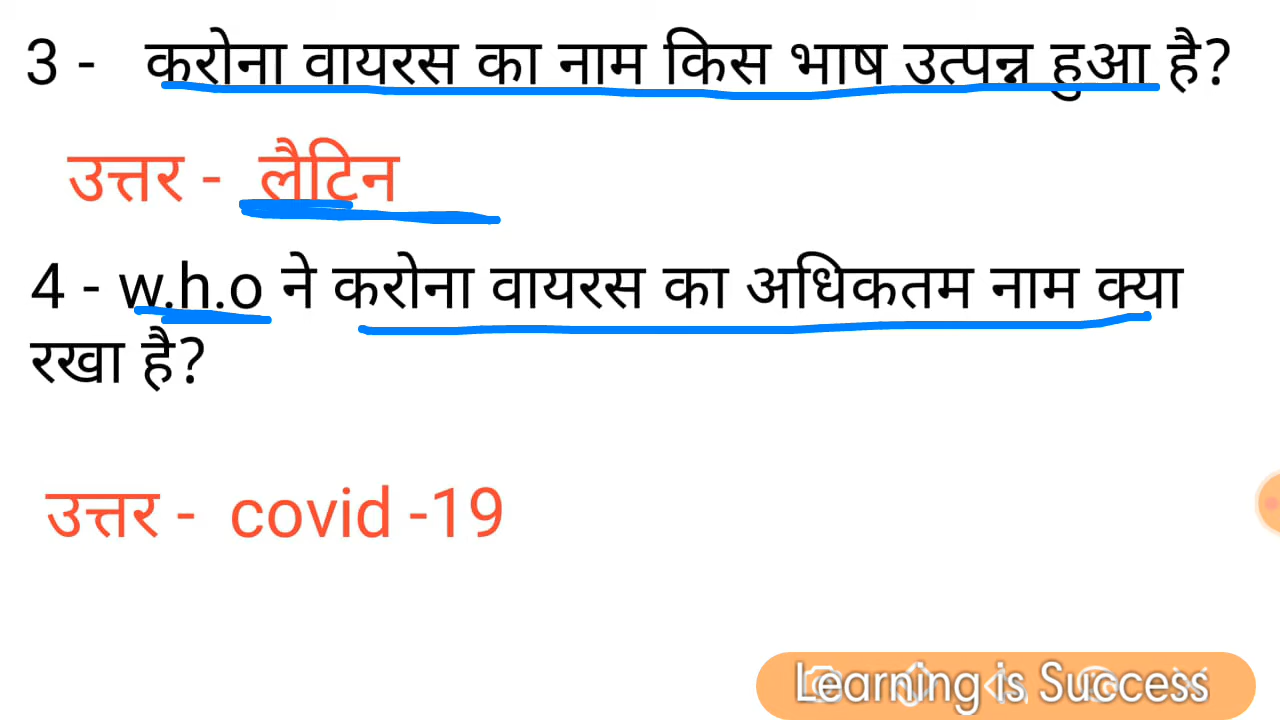 3 - करोना वायरस का नाम किस भाष उत्पन्न हुआ है?
उत्तर - लैटिन
4 - w.h.o ने करोना वायरस का अधिकतम नाम क्या
रखा है?
उत्तर - covid -19
Learning is Success